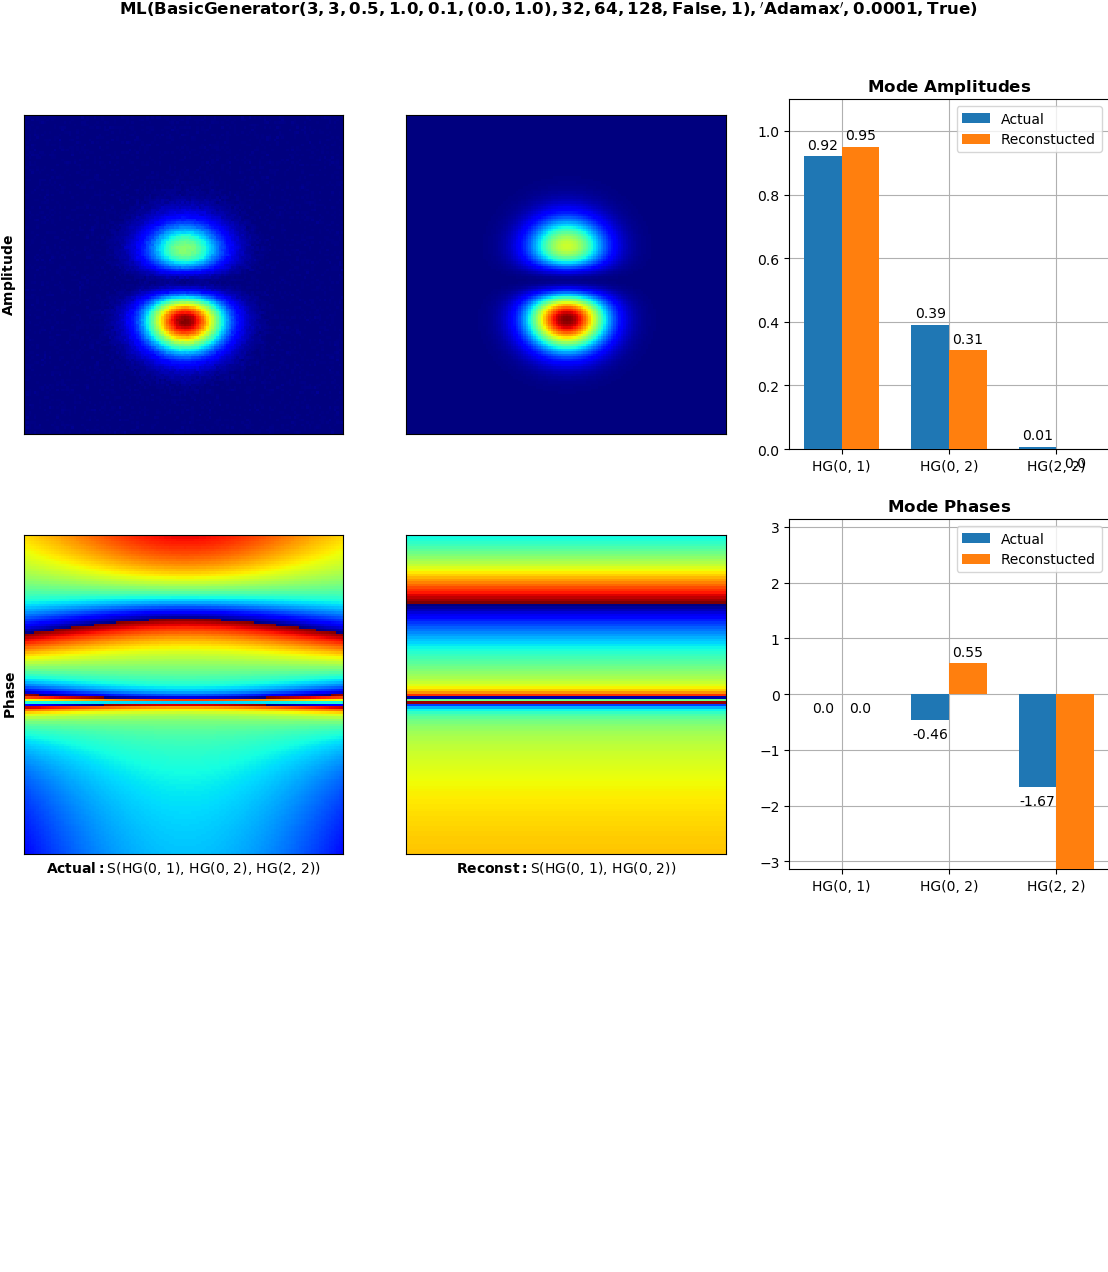 ML(BasicGenerator(3, 3, 0.5, 1.0, 0.1, (0.0, 1.0), 32, 64, 128, False, 1), 'Adamax', 0.0001, True)
Amplitude
Mode Amplitudes
Actual
Reconstucted
1.0
0.8
0.6
0.4
0.2
0.0
0.92
0.95
0.39
0.31
0.01
0.0
HG(0, 1)
HG(0, 2)
HG(2, 2)
Phase
Actual: S(HG(0, 1), HG(0, 2), HG(2, 2))
Reconst: S(HG(0, 1), HG(0, 2))
Mode Phases
Actual
Reconstucted
3
2
1
0
−1
−2
−3
0.0
0.0
-0.46
0.55
-1.67
HG(0, 1)
HG(0, 2)
HG(2, 2)